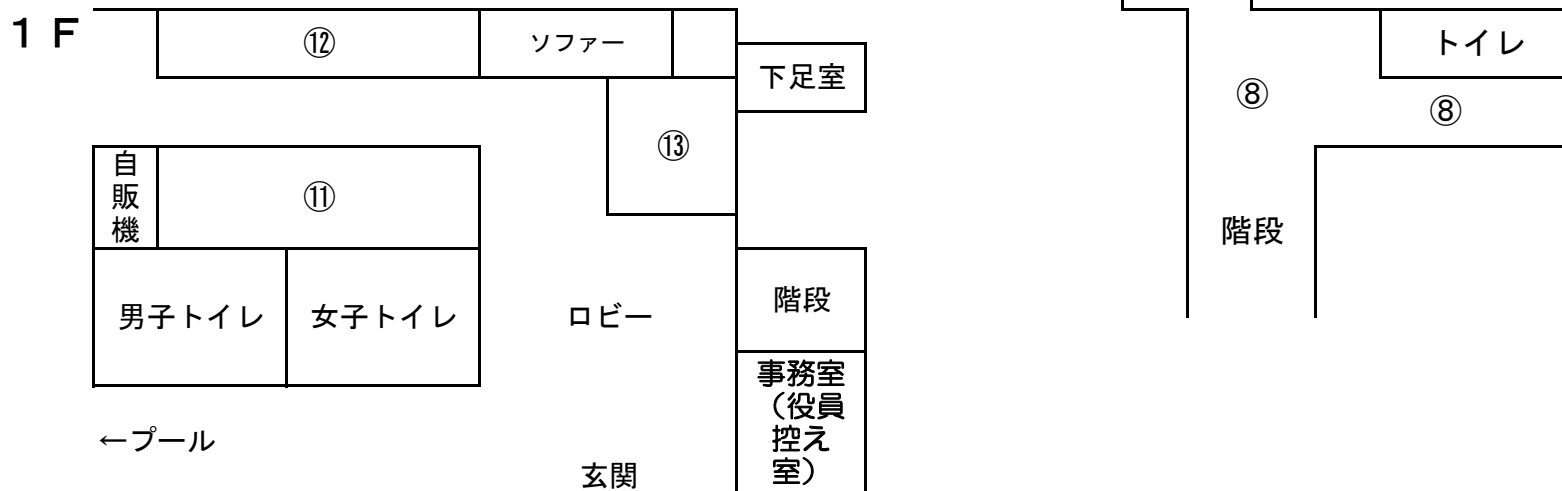 １Ｆ
⑫
ソファー
下足室
⑬
自
販
機
⑪
男子トイレ
女子トイレ
ロビー
階段
事務室
（役員
控え
室）
←プール
玄関
トイレ
⑧
⑧
階段